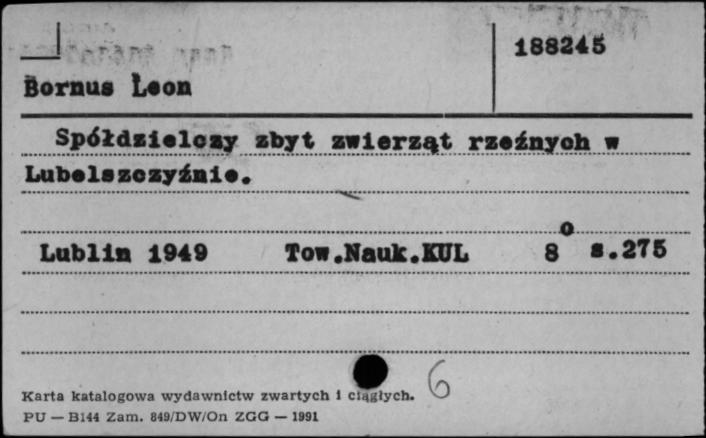 188245
Bornus Leon
Spółdzielczy zbyt zwierząt rzeźnych w
Lubelszczyźnie.
Lublin 1949 Tow.Nauk.KUL 8o s.275
6
Karta katalogowa wydawnictw zwartych i ciągłych.
PU — B144 Zam. 849/DW/On ZGG — 1991